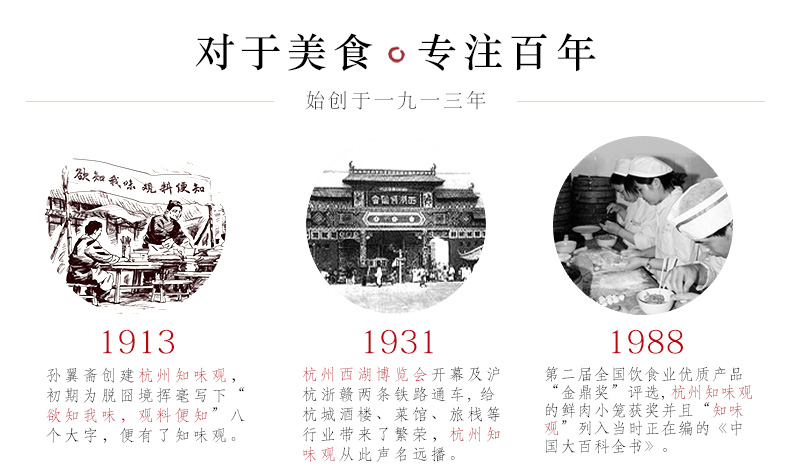 对于美食 专注百年
始创于一九一三年
欲知我味 观料便知
西湖博览会
1913
孙翼斋创建杭州知味观，
初期为脱囧境挥毫写下“
欲知我味，观料便知”八
个大字，便有了知味观。
1931
杭州西湖博览会开幕及沪
杭浙赣两条铁路通车，给
杭城酒楼、菜馆、旅栈等
行业带来了繁荣，杭州知
味观从此声名远播。
1988
第二届全国饮食业优质产品
“金鼎奖”评选，杭州知味观
的鲜肉小笼获奖并且“知味
观”列入当时正在编的《中
国大百科全书》。